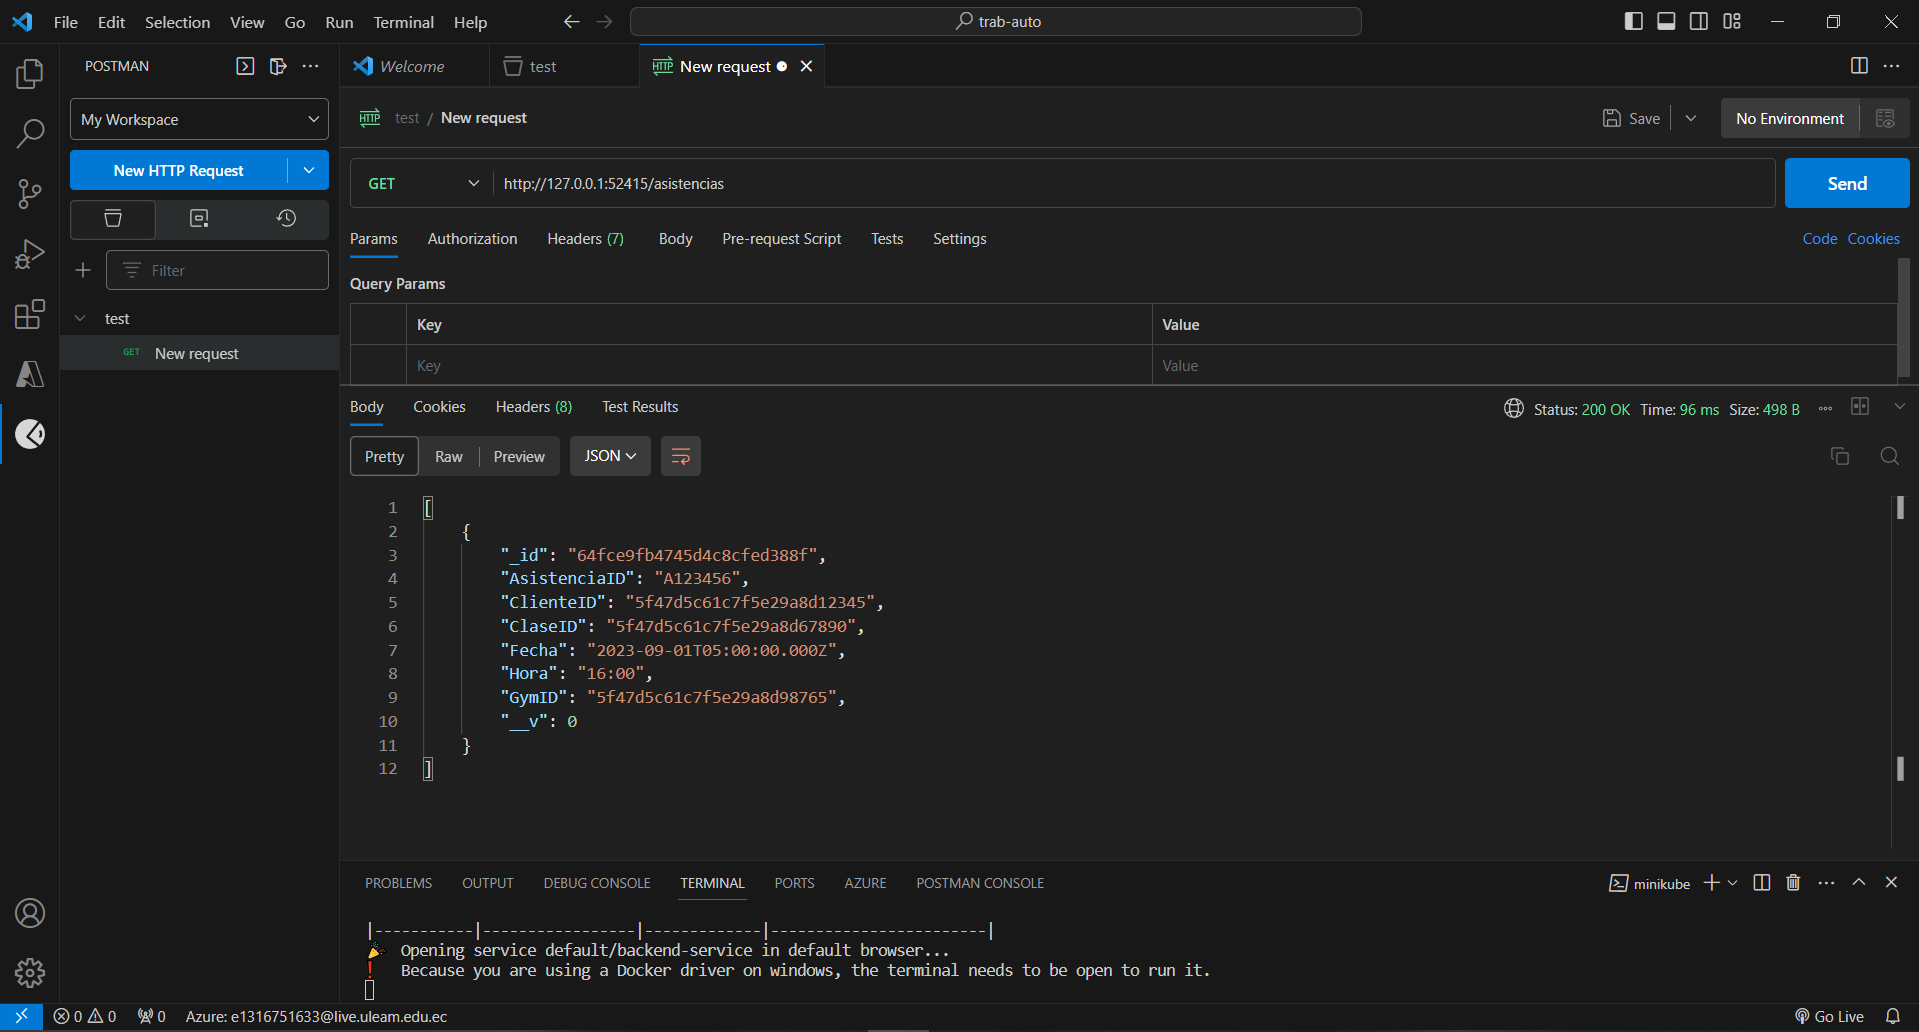 File Edit Selection View Go Run Terminal Help
trab-auto
POSTMAN
Welcome
test
New request
My Workspace
test / New request
Save
No Environment
New HTTP Request
GET
http://127.0.0.1:52415/asistencias
Send
Params Authorization Headers (7) Body Pre-request Script Tests Settings
Code Cookies
Filter
Query Params
test
Key Value
GET New request
Key Value
Body Cookies Headers (8) Test Results
Status: 200 OK Time: 96 ms Size: 498 B
Pretty Raw Preview JSON
1 [
2 {
3 "_id": "64fce9fb4745d4c8cfed388f",
4 "AsistenciaID": "A123456",
5 "ClienteID": "5f47d5c61c7f5e29a8d12345",
6 "ClaseID": "5f47d5c61c7f5e29a8d67890",
7 "Fecha": "2023-09-01T05:00:00.000Z",
8 "Hora": "16:00",
9 "GymID": "5f47d5c61c7f5e29a8d98765",
10 "__v": 0
11 }
12 ]
PROBLEMS OUTPUT DEBUG CONSOLE TERMINAL PORTS AZURE POSTMAN CONSOLE
minikube
|-----------|-----------------|-------------|------------------------|
Opening service default/backend-service in default browser...
! Because you are using a Docker driver on windows, the terminal needs to be open to run it.
0 0 0 Azure: e1316751633@live.uleam.edu.ec
Go Live